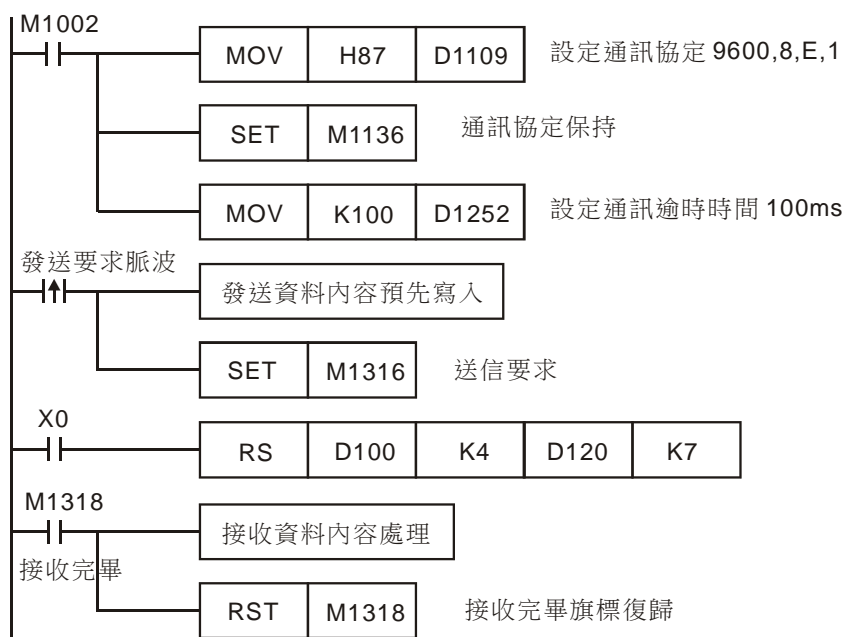 M1002
MOV H87 D1109 設定通訊協定 9600,8,E,1
SET M1136 通訊協定保持
MOV K100 D1252 設定通訊逾時時間 100ms
發送要求脈波
發送資料內容預先寫入
SET M1316 送信要求
X0
RS D100 K4 D120 K7
M1318
接收資料內容處理
接收完畢
RST M1318 接收完畢旗標復歸